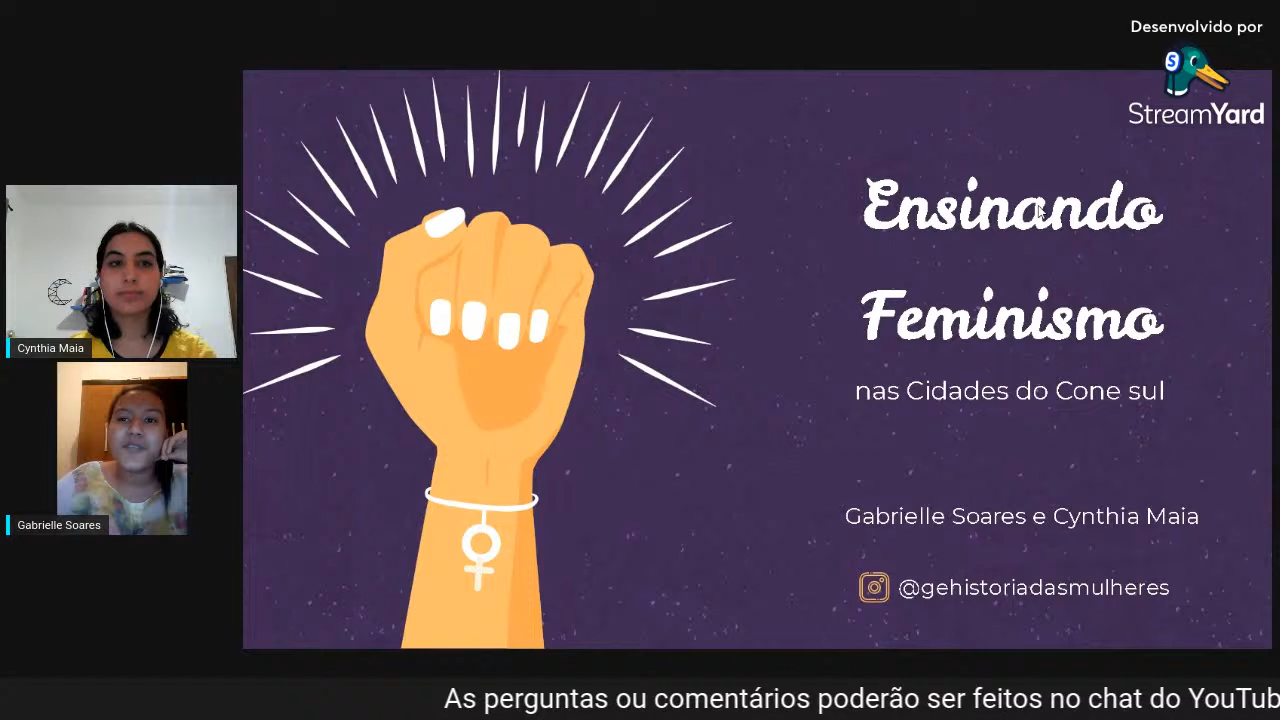 Desenvolvido por
S
StreamYard
Ensinando
Feminismo
nas Cidades do Cone sul
Cynthia Maia
Gabrielle Soares
Gabrielle Soares e Cynthia Maia
@gehistoriadasmulheres
As perguntas ou comentários poderão ser feitos no chat do YouTub